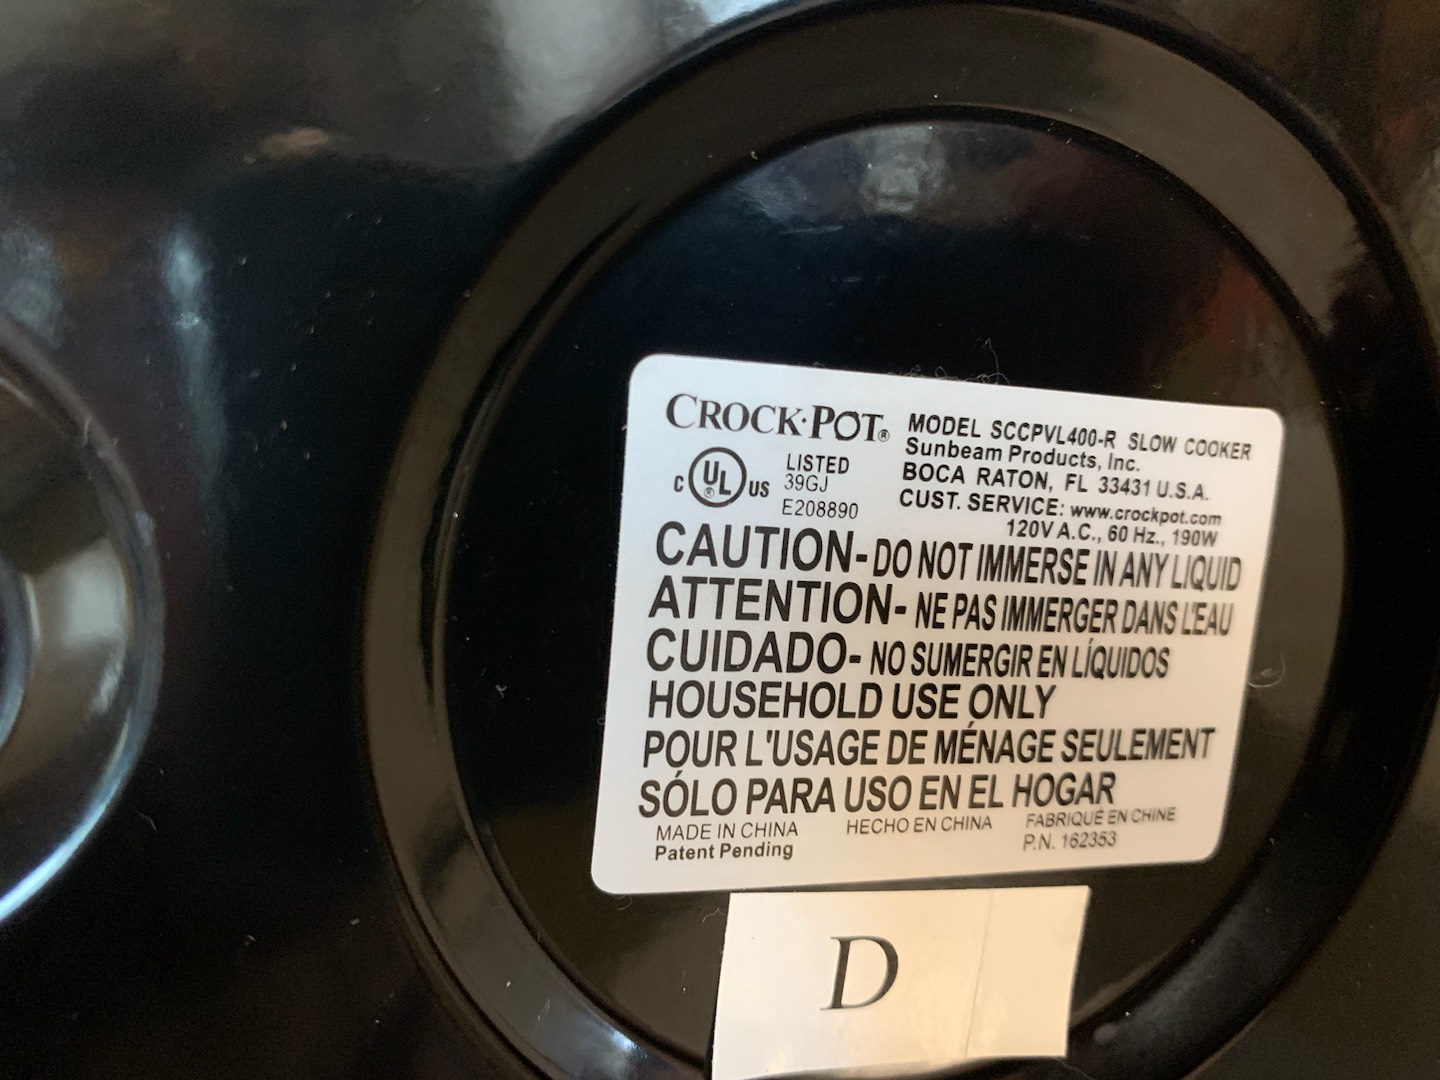 CROCK·POT®
MODEL SCCPVL400-R SLOW COOKER
Sunbeam Products, Inc.
BOCA RATON, FL 33431 U.S.A.
CUST. SERVICE: www.crockpot.com
120V A.C., 60 Hz., 190W
C UL® US
LISTED
39GJ
E208890
CAUTION- DO NOT IMMERSE IN ANY LIQUID
ATTENTION- NE PAS IMMERGER DANS L'EAU
CUIDADO- NO SUMERGIR EN LÍQUIDOS
HOUSEHOLD USE ONLY
POUR L'USAGE DE MÉNAGE SEULEMENT
SÓLO PARA USO EN EL HOGAR
MADE IN CHINA HECHO EN CHINA FABRIQUÉ EN CHINE
Patent Pending P.N. 162353
D